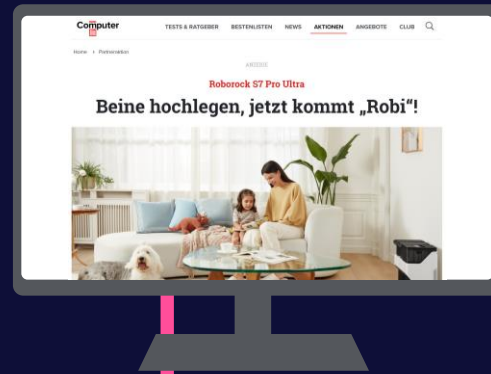 Computer Bild
TESTS & RATGEBER BESTENLISTEN NEWS AKTIONEN ANGEBOTE CLUB
Home › Partneraktion
ANZEIGE
Roborock S7 Pro Ultra
Beine hochlegen, jetzt kommt „Robi“!